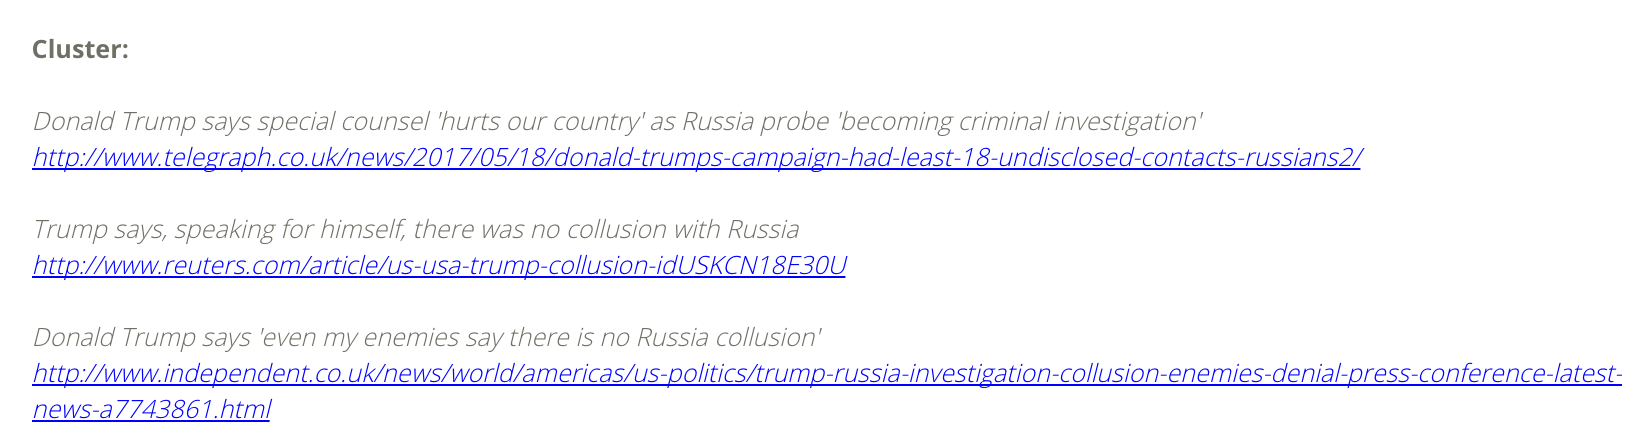 Cluster:
Donald Trump says special counsel 'hurts our country' as Russia probe 'becoming criminal investigation'
http://www.telegraph.co.uk/news/2017/05/18/donald-trumps-campaign-had-least-18-undisclosed-contacts-russians2/
Trump says, speaking for himself, there was no collusion with Russia
http://www.reuters.com/article/us-usa-trump-collusion-idUSKCN18E30U
Donald Trump says 'even my enemies say there is no Russia collusion'
http://www.independent.co.uk/news/world/americas/us-politics/trump-russia-investigation-collusion-enemies-denial-press-conference-latest-
news-a7743861.html